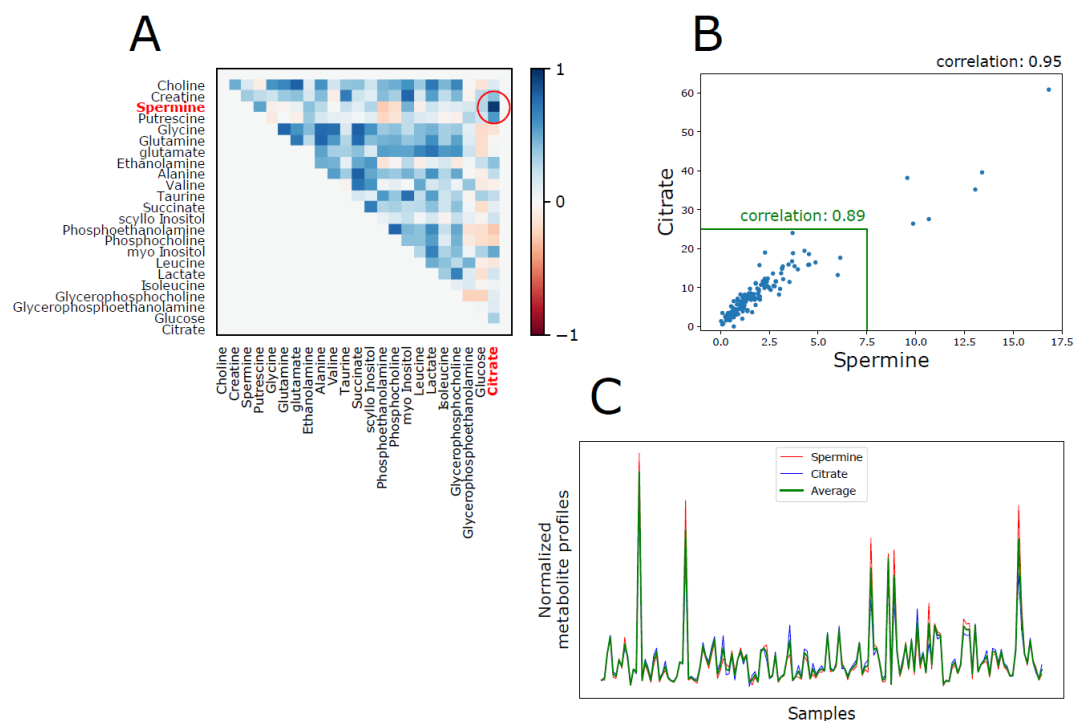 A
Choline
Creatine
Spermine
Putrescine
Glycine
Glutamine
glutamate
Ethanolamine
Alanine
Valine
Taurine
Succinate
scyllo Inositol
Phosphoethanolamine
Phosphocholine
myo Inositol
Leucine
Lactate
Isoleucine
Glycerophosphocholine
Glycerophosphoethanolamine
Glucose
Citrate
1
0
−1
Choline
Creatine
Spermine
Putrescine
Glycine
Glutamine
glutamate
Ethanolamine
Alanine
Valine
Taurine
Succinate
scyllo Inositol
Phosphoethanolamine
Phosphocholine
myo Inositol
Leucine
Lactate
Isoleucine
Glycerophosphocholine
Glycerophosphoethanolamine
Glucose
Citrate
B
correlation: 0.95
Citrate
60
50
40
30
20
10
0
correlation: 0.89
0.0 2.5 5.0 7.5 10.0 12.5 15.0 17.5
Spermine
C
Normalized
metabolite profiles
Spermine
Citrate
Average
Samples